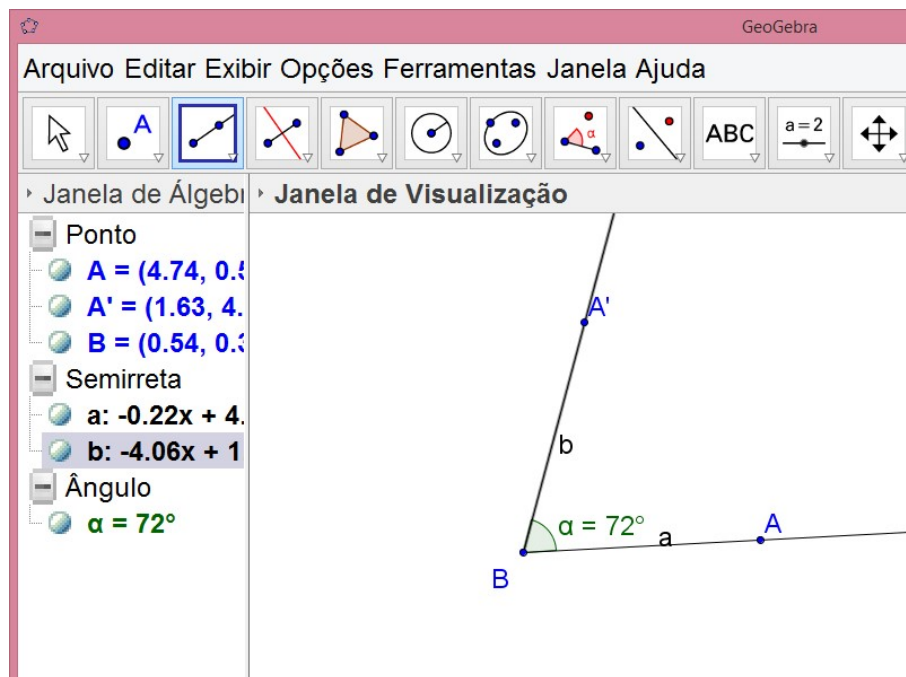 GeoGebra
Arquivo Editar Exibir Opções Ferramentas Janela Ajuda
A
α
ABC
a=2
Janela de Álgebr
Janela de Visualização
Ponto
A = (4.74, 0.5
A' = (1.63, 4.
B = (0.54, 0.3
Semirreta
a: -0.22x + 4.
b: -4.06x + 1
Ângulo
α = 72°
A'
b
α = 72°
a
A
B